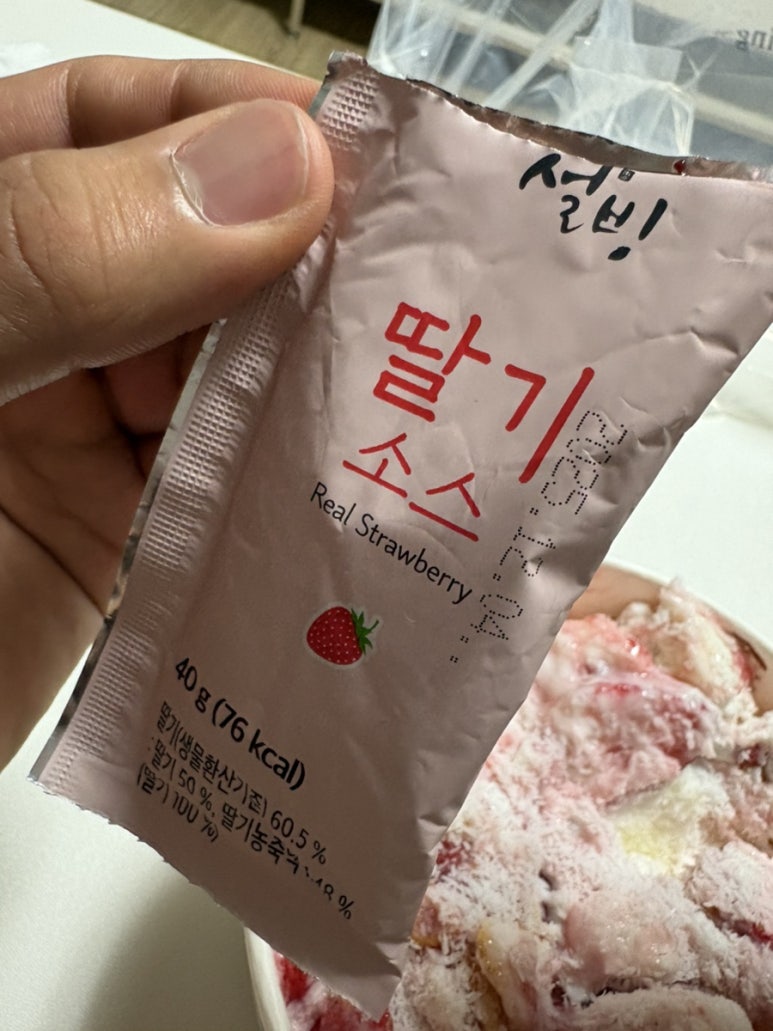 설빙
딸기
소스
Real Strawberry
2025.12.04.
40 g (76 kcal)
딸기(생물환산기준) 60.5 %
: 딸기 50 %, 딸기농축액
(딸기 100 %)
ing